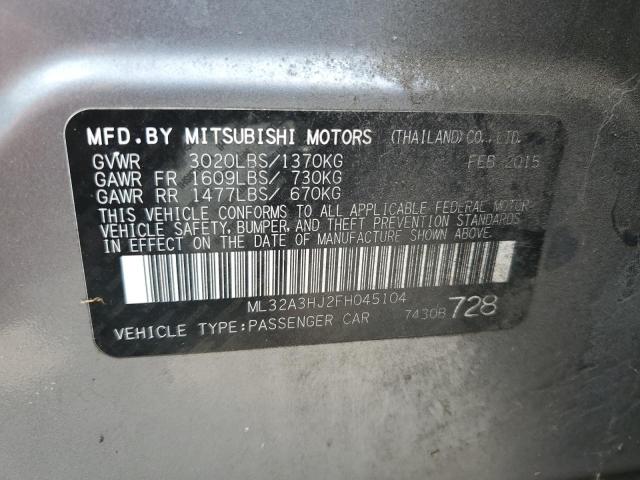 MFD.BY MITSUBISHI MOTORS (THAILAND)CO.,LTD.
GVWR 3020LBS/1370KG FEB 2015
GAWR FR 1609LBS/ 730KG
GAWR RR 1477LBS/ 670KG
THIS VEHICLE CONFORMS TO ALL APPLICABLE FEDERAL MOTOR
VEHICLE SAFETY, BUMPER, AND THEFT PREVENTION STANDARDS
IN EFFECT ON THE DATE OF MANUFACTURE SHOWN ABOVE.
ML32A3HJ2FH045104
VEHICLE TYPE:PASSENGER CAR 7430B 728